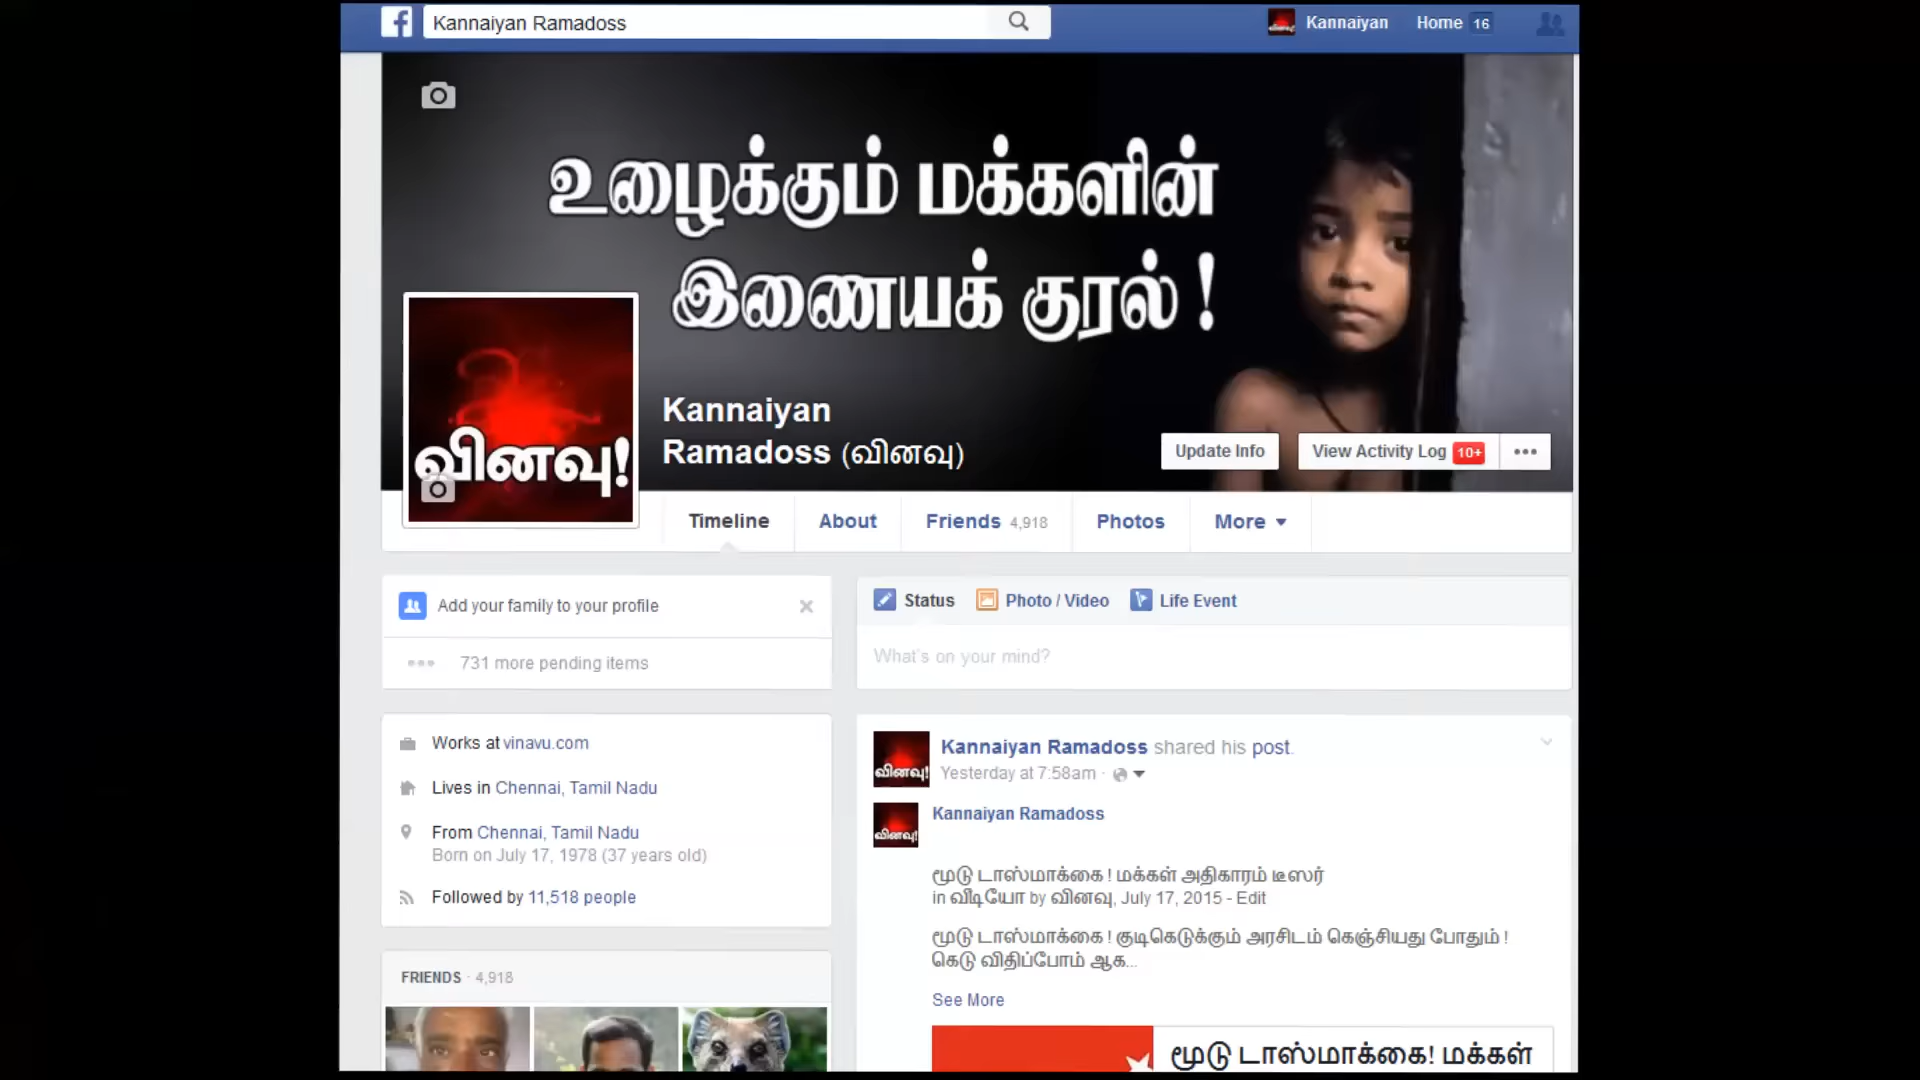 Kannaiyan Ramadoss
Kannaiyan
Home 16
உழைக்கும் மக்களின்
இணையக் குரல் !
வினவு!
Kannaiyan
Ramadoss (வினவு)
Update Info
View Activity Log 10+
Timeline
About
Friends 4,918
Photos
More
Add your family to your profile
731 more pending items
Works at vinavu.com
Lives in Chennai, Tamil Nadu
From Chennai, Tamil Nadu
Born on July 17, 1978 (37 years old)
Followed by 11,518 people
FRIENDS · 4,918
Status
Photo / Video
Life Event
What's on your mind?
வினவு!
Kannaiyan Ramadoss shared his post.
Yesterday at 7:58am ·
வினவு!
Kannaiyan Ramadoss
மூடு டாஸ்மாக்கை ! மக்கள் அதிகாரம் டீஸர்
in வீடியோ by வினவு, July 17, 2015 - Edit
மூடு டாஸ்மாக்கை ! குடிகெடுக்கும் அரசிடம் கெஞ்சியது போதும் !
கெடு விதிப்போம் ஆக...
See More
மூடு டாஸ்மாக்கை! மக்கள்